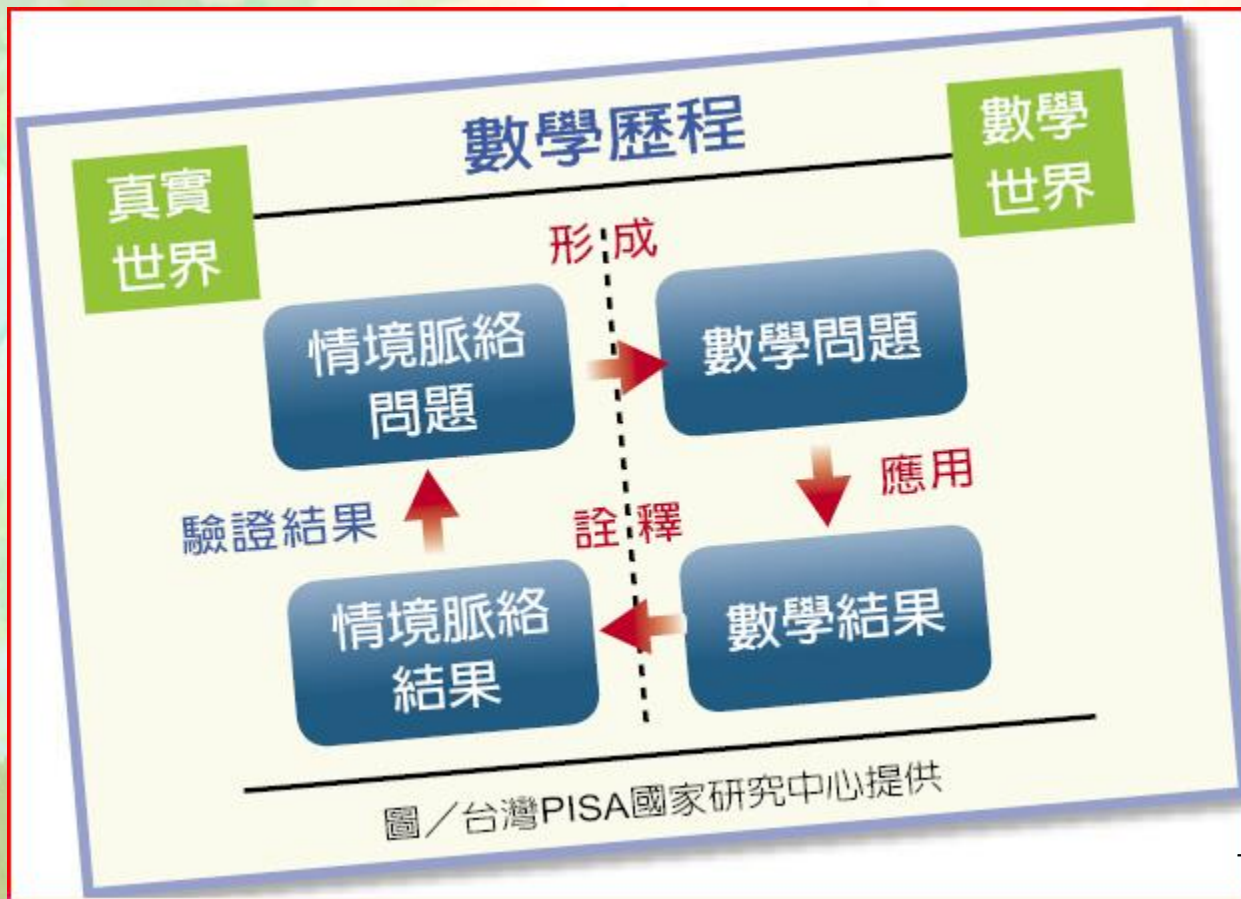 數學歷程
真實
世界
數學
世界
形成
情境脈絡
問題
數學問題
應用
驗證結果
詮釋
情境脈絡
結果
數學結果
圖／台灣PISA國家研究中心提供